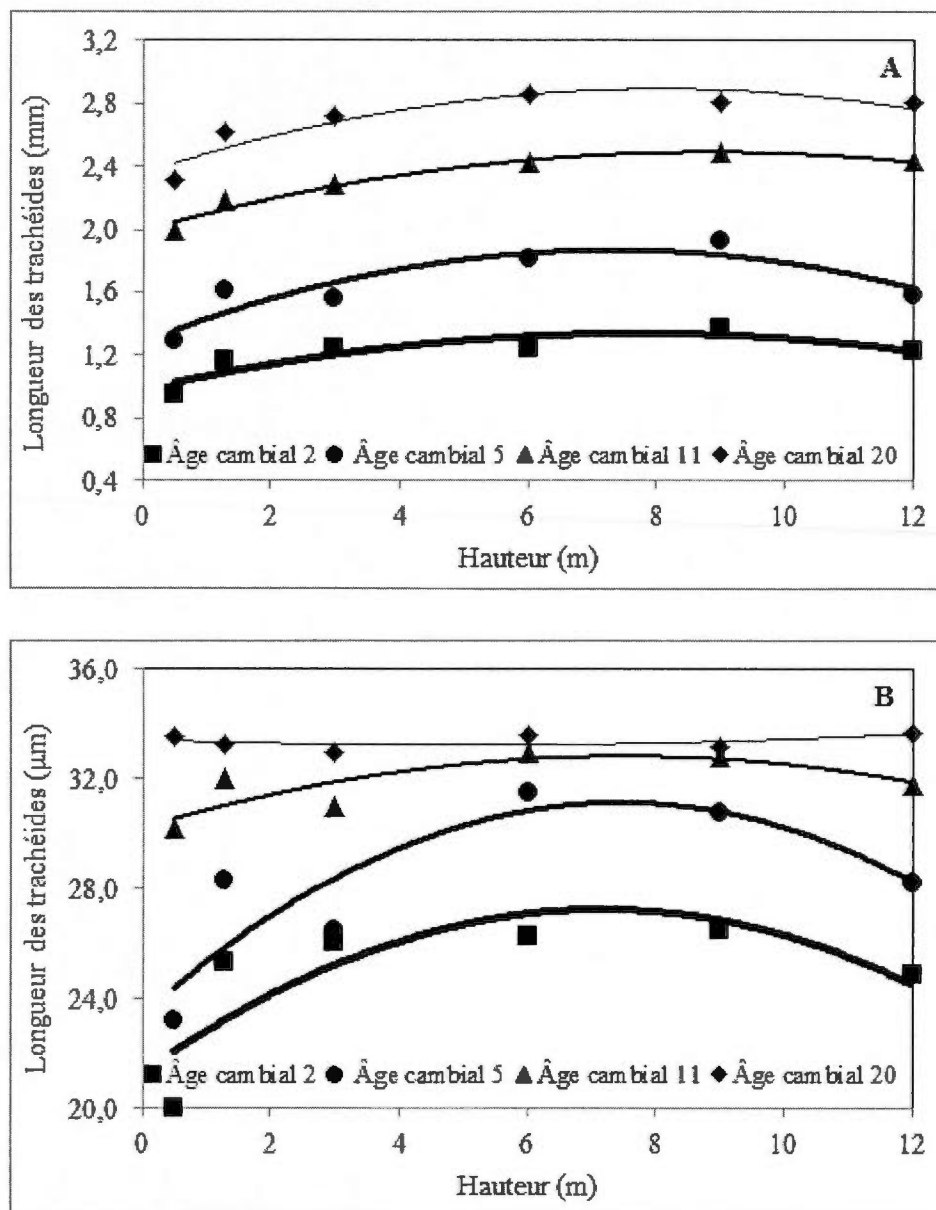 A
3,2
2,8
2,4
2,0
1,6
1,2
0,8
0,4
Longueur des trachéides (mm)
■ Âge cambial 2 ● Âge cambial 5 ▲ Âge cambial 11 ◆ Âge cambial 20
0 2 4 6 8 10 12
Hauteur (m)
B
36,0
32,0
28,0
24,0
20,0
Longueur des trachéides (µm)
■ Âge cambial 2 ● Âge cambial 5 ▲ Âge cambial 11 ◆ Âge cambial 20
0 2 4 6 8 10 12
Hauteur (m)